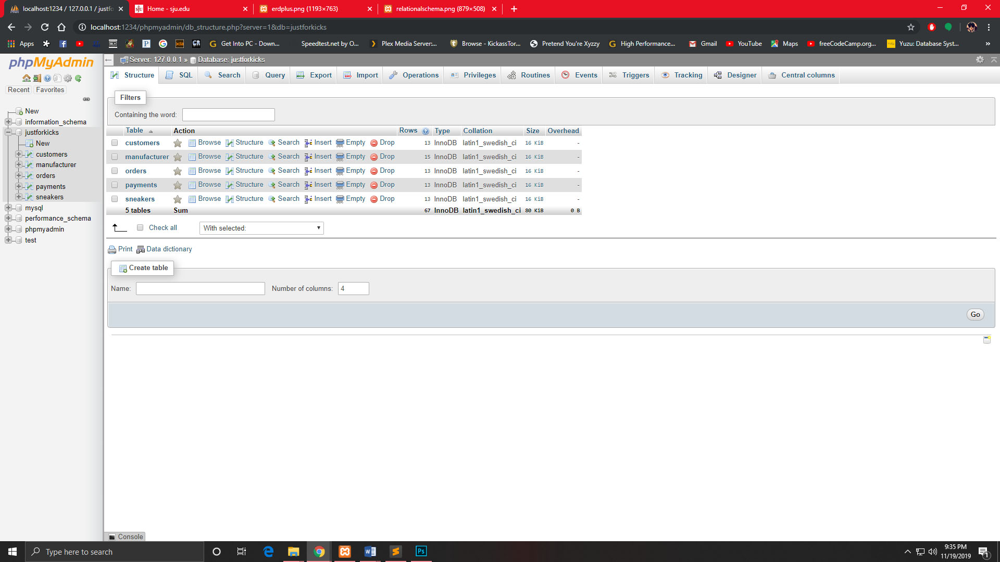 localhost:1234 / 127.0.0.1 / justfo
Home - sju.edu
erdplus.png (1193×763)
relationalschema.png (879×508)
localhost:1234/phpmyadmin/db_structure.php?server=1&db=justforkicks
Apps
Get Into PC - Down...
Speedtest.net by O...
Plex Media Server:...
Browse - KickassTor...
Pretend You're Xyzzy
High Performance...
Gmail
YouTube
Maps
freeCodeCamp.org...
Yuzu: Database Syst...
»
phpMyAdmin
Recent Favorites
New
information_schema
justforkicks
New
customers
manufacturer
orders
payments
sneakers
mysql
performance_schema
phpmyadmin
test
Server: 127.0.0.1 » Database: justforkicks
Structure SQL Search Query Export Import Operations Privileges Routines Events Triggers Tracking Designer Central columns
Filters
Containing the word:
Table Action Rows Type Collation Size Overhead
customers Browse Structure Search Insert Empty Drop 13 InnoDB latin1_swedish_ci 16 KiB -
manufacturer Browse Structure Search Insert Empty Drop 15 InnoDB latin1_swedish_ci 16 KiB -
orders Browse Structure Search Insert Empty Drop 13 InnoDB latin1_swedish_ci 16 KiB -
payments Browse Structure Search Insert Empty Drop 13 InnoDB latin1_swedish_ci 16 KiB -
sneakers Browse Structure Search Insert Empty Drop 13 InnoDB latin1_swedish_ci 16 KiB -
5 tables Sum 67 InnoDB latin1_swedish_ci 80 KiB 0 B
Check all With selected:
Print Data dictionary
Create table
Name: Number of columns: 4
Go
Console
Type here to search
Ps
9:35 PM
11/19/2019
1